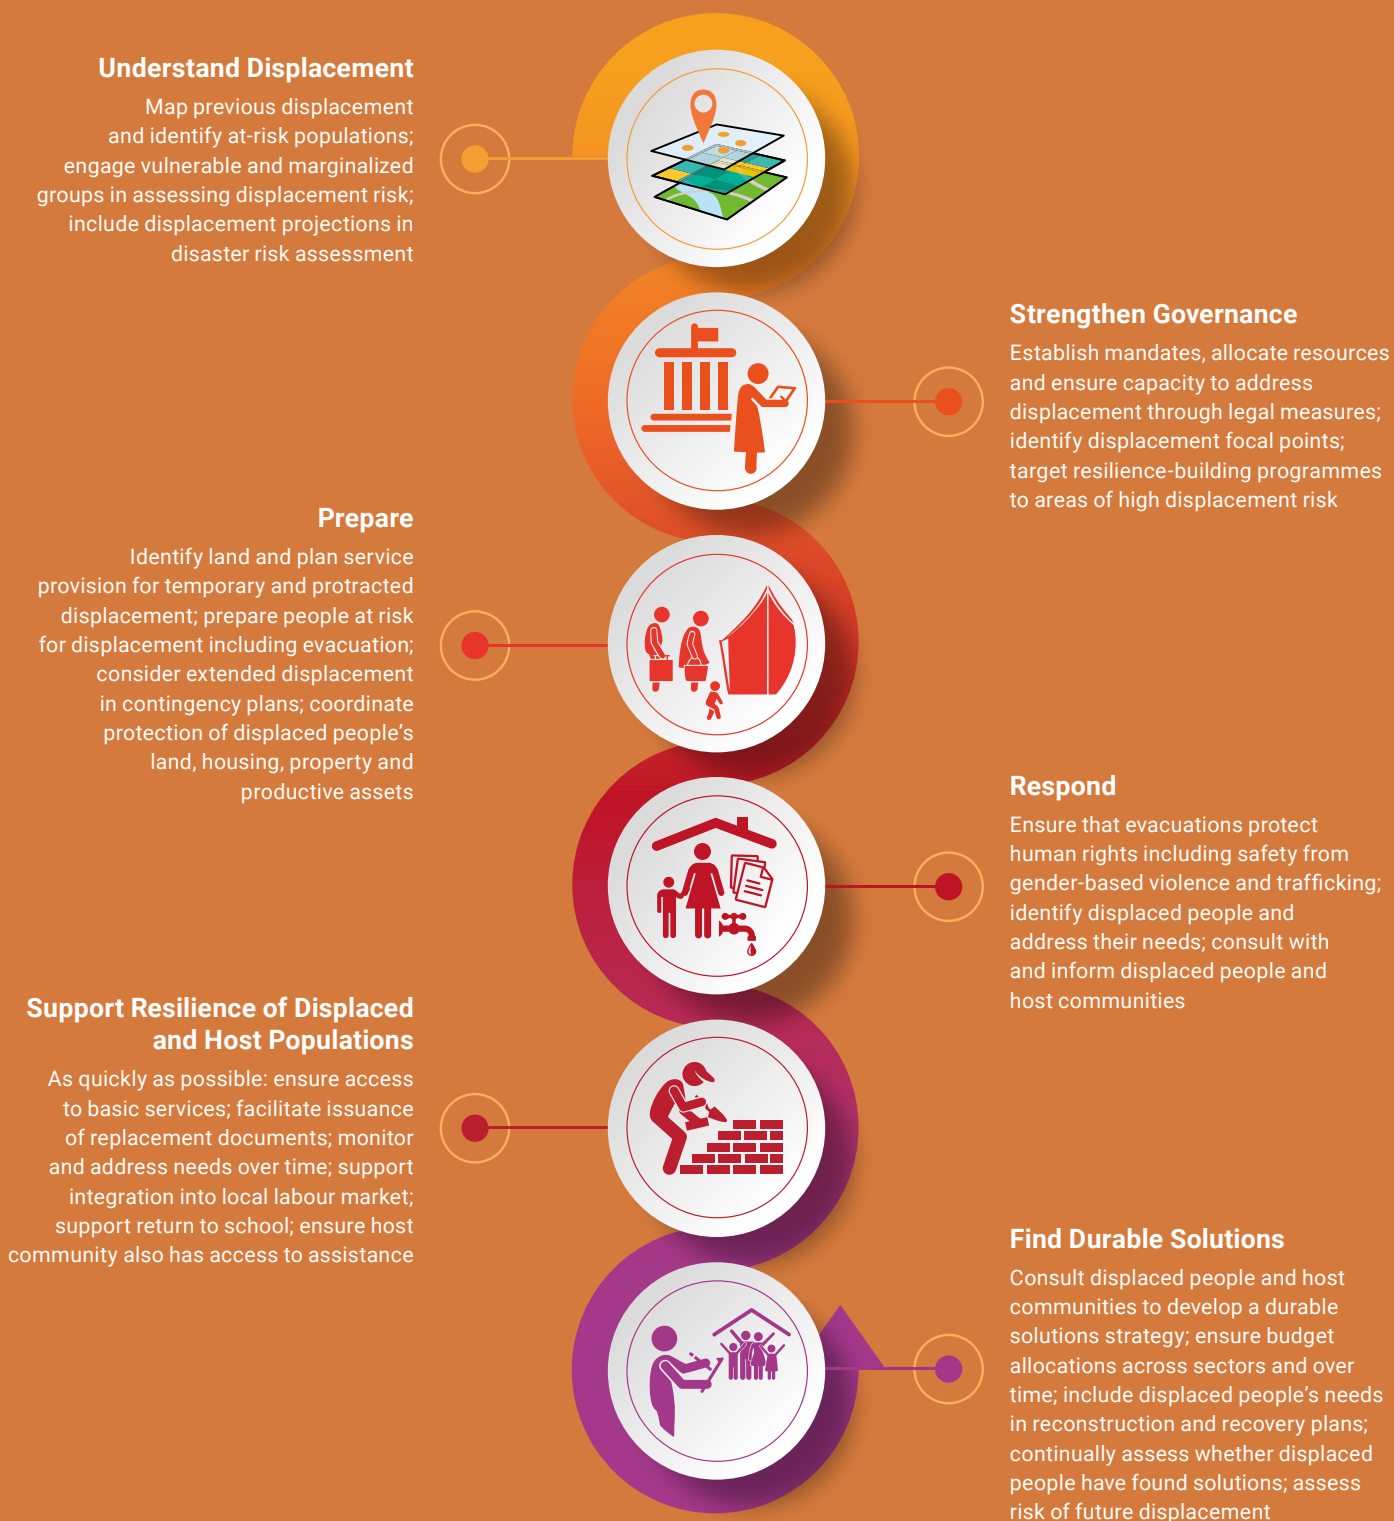 Understand Displacement
Map previous displacement
and identify at-risk populations;
engage vulnerable and marginalized
groups in assessing displacement risk;
include displacement projections in
disaster risk assessment
Strengthen Governance
Establish mandates, allocate resources
and ensure capacity to address
displacement through legal measures;
identify displacement focal points;
target resilience-building programmes
to areas of high displacement risk
Prepare
Identify land and plan service
provision for temporary and protracted
displacement; prepare people at risk
for displacement including evacuation;
consider extended displacement
in contingency plans; coordinate
protection of displaced people’s
land, housing, property and
productive assets
Respond
Ensure that evacuations protect
human rights including safety from
gender-based violence and trafficking;
identify displaced people and
address their needs; consult with
and inform displaced people and
host communities
Support Resilience of Displaced
and Host Populations
As quickly as possible: ensure access
to basic services; facilitate issuance
of replacement documents; monitor
and address needs over time; support
integration into local labour market;
support return to school; ensure host
community also has access to assistance
Find Durable Solutions
Consult displaced people and host
communities to develop a durable
solutions strategy; ensure budget
allocations across sectors and over
time; include displaced people’s needs
in reconstruction and recovery plans;
continually assess whether displaced
people have found solutions; assess
risk of future displacement